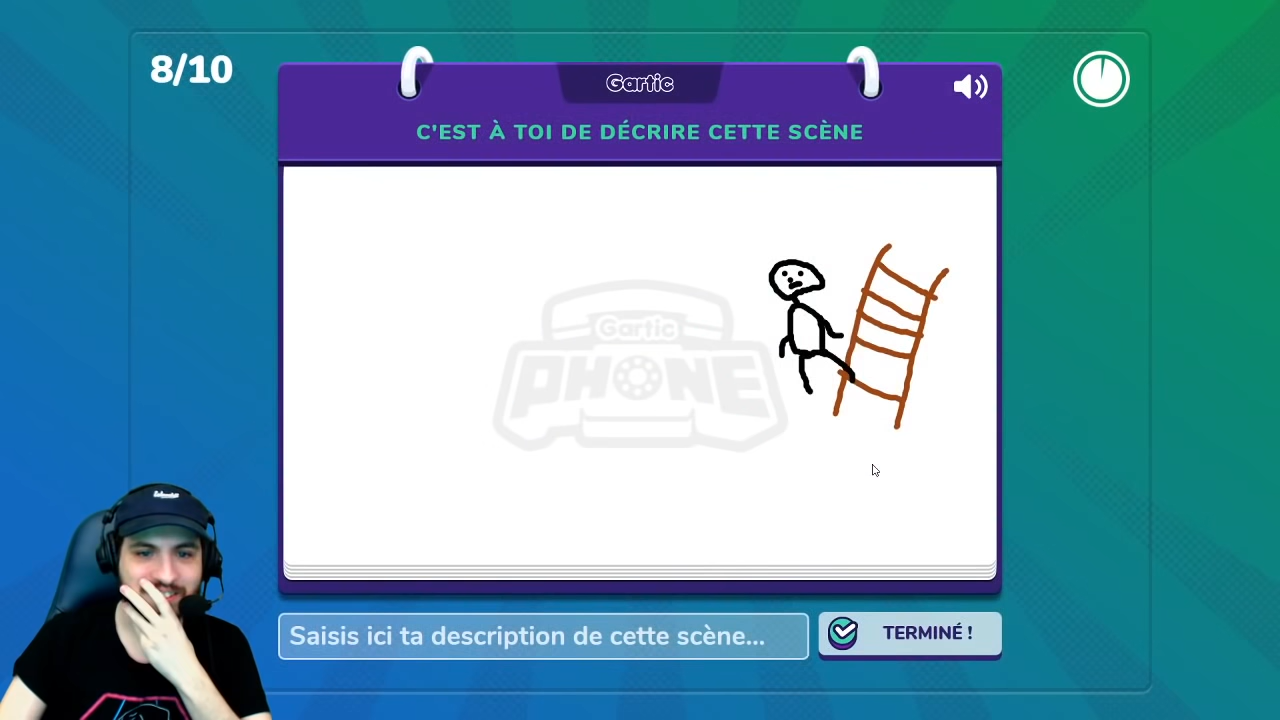 8/10
Gartic
C'EST À TOI DE DÉCRIRE CETTE SCÈNE
Gartic
PHONE
Saisis ici ta description de cette scène...
TERMINÉ !